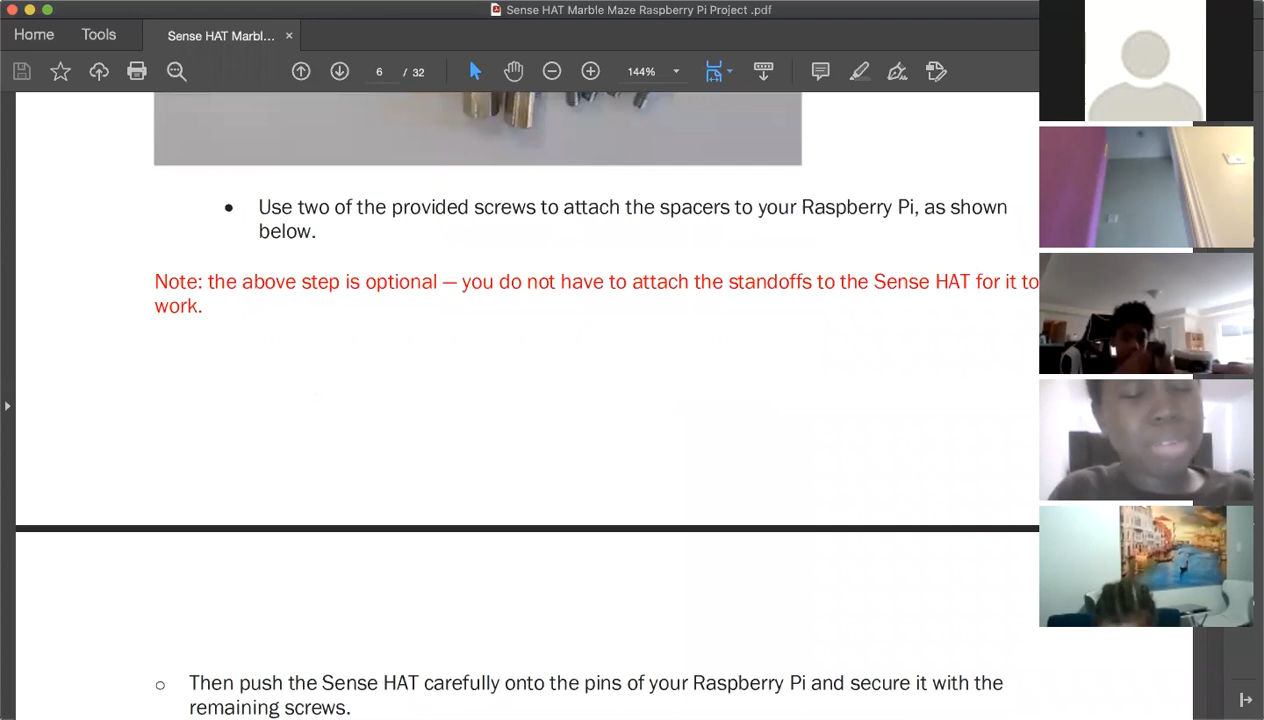 Sense HAT Marble Maze Raspberry Pi Project .pdf
Home Tools Sense HAT Marbl... ×
6 / 32 144%
Use two of the provided screws to attach the spacers to your Raspberry Pi, as shown
below.
Note: the above step is optional — you do not have to attach the standoffs to the Sense HAT for it to
work.
Then push the Sense HAT carefully onto the pins of your Raspberry Pi and secure it with the
remaining screws.